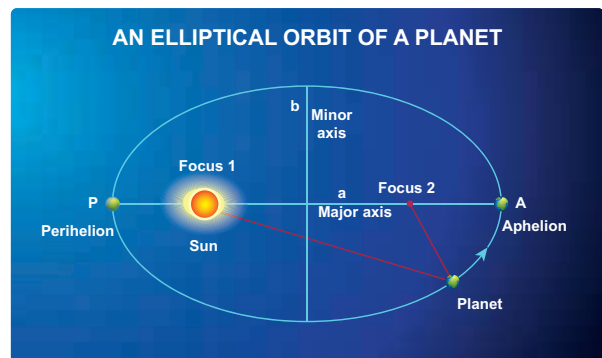 AN ELLIPTICAL ORBIT OF A PLANET
b
Minor
axis
Focus 1
a
Focus 2
P
A
Major axis
Perihelion
Aphelion
Sun
Planet